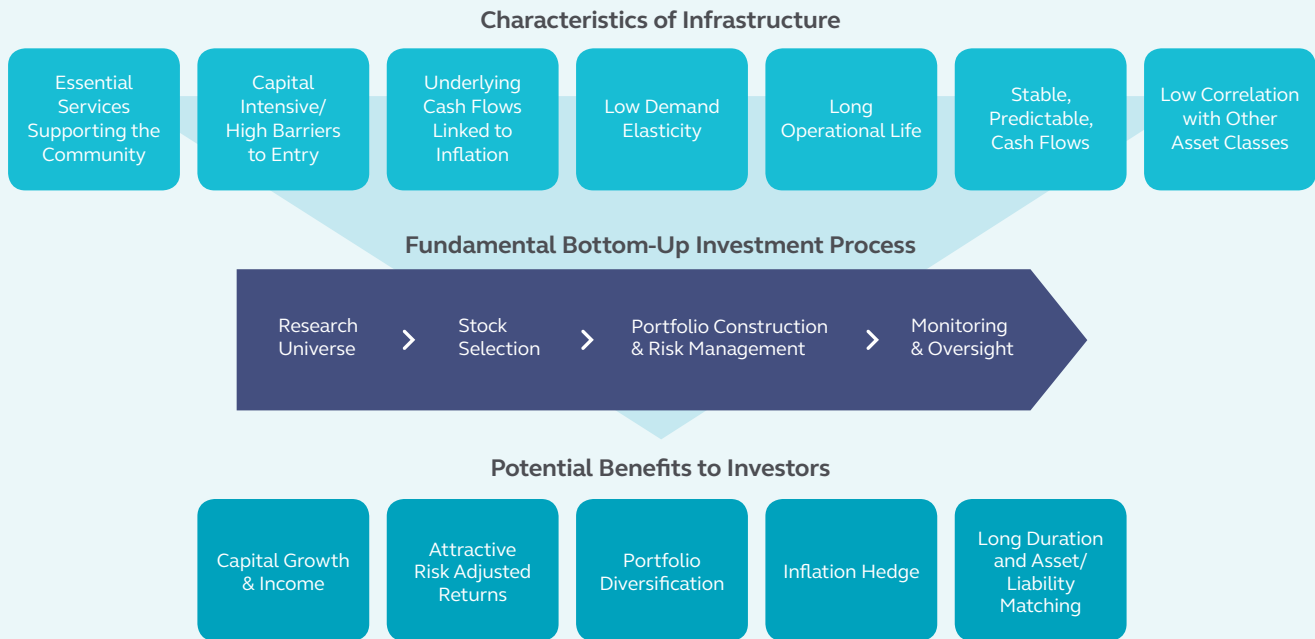 Characteristics of Infrastructure
Essential
Services
Supporting the
Community
Capital
Intensive/
High Barriers
to Entry
Underlying
Cash Flows
Linked to
Inflation
Low Demand
Elasticity
Long
Operational Life
Stable,
Predictable,
Cash Flows
Low Correlation
with Other
Asset Classes
Fundamental Bottom-Up Investment Process
Research
Universe
Stock
Selection
Portfolio Construction
& Risk Management
Monitoring
& Oversight
Potential Benefits to Investors
Capital Growth
& Income
Attractive
Risk Adjusted
Returns
Portfolio
Diversification
Inflation Hedge
Long Duration
and Asset/
Liability
Matching